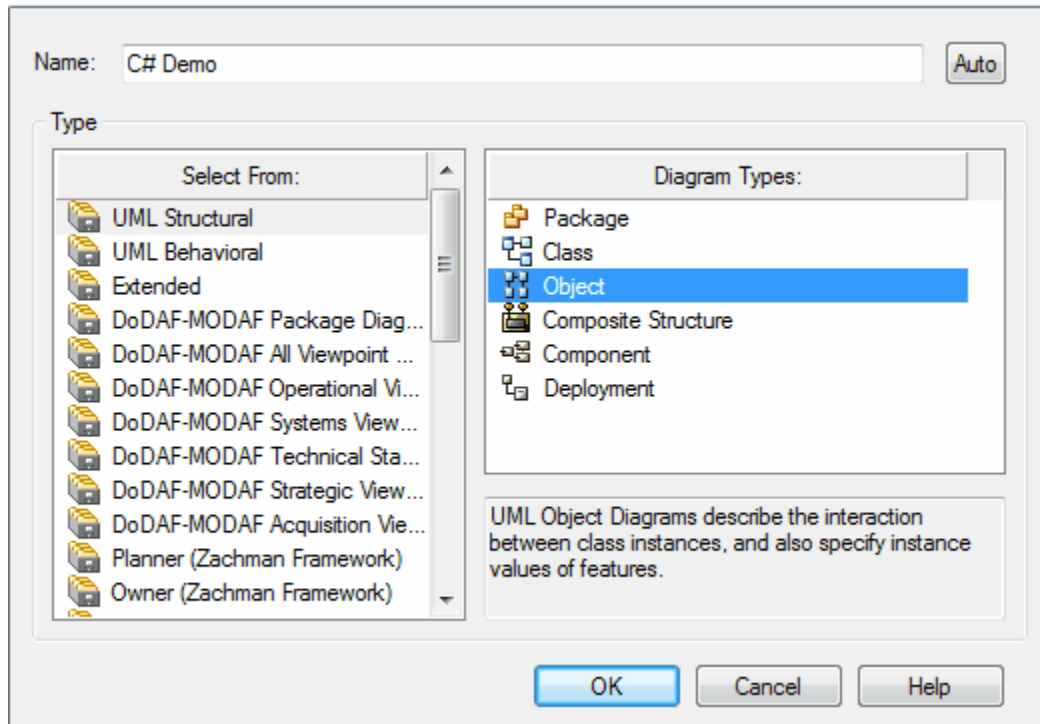 Name: C# Demo Auto
Type
Select From:
UML Structural
UML Behavioral
Extended
DoDAF-MODAF Package Diag...
DoDAF-MODAF All Viewpoint ...
DoDAF-MODAF Operational Vi...
DoDAF-MODAF Systems View...
DoDAF-MODAF Technical Sta...
DoDAF-MODAF Strategic View...
DoDAF-MODAF Acquisition Vie...
Planner (Zachman Framework)
Owner (Zachman Framework)
Diagram Types:
Package
Class
Object
Composite Structure
Component
Deployment
UML Object Diagrams describe the interaction
between class instances, and also specify instance
values of features.
OK Cancel Help